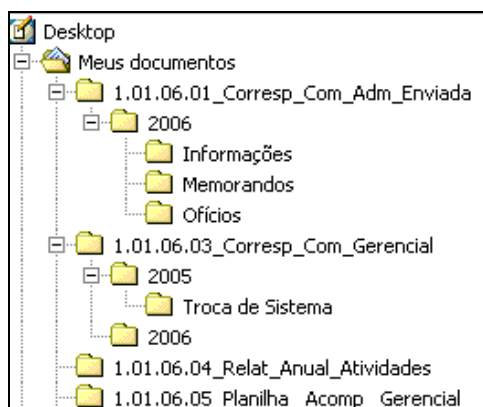 Desktop
Meus documentos
1.01.06.01_Corresp_Com_Adm_Enviada
2006
Informações
Memorandos
Ofícios
1.01.06.03_Corresp_Com_Gerencial
2005
Troca de Sistema
2006
1.01.06.04_Relat_Anual_Atividades
1.01.06.05_Planilha_Acomp_Gerencial